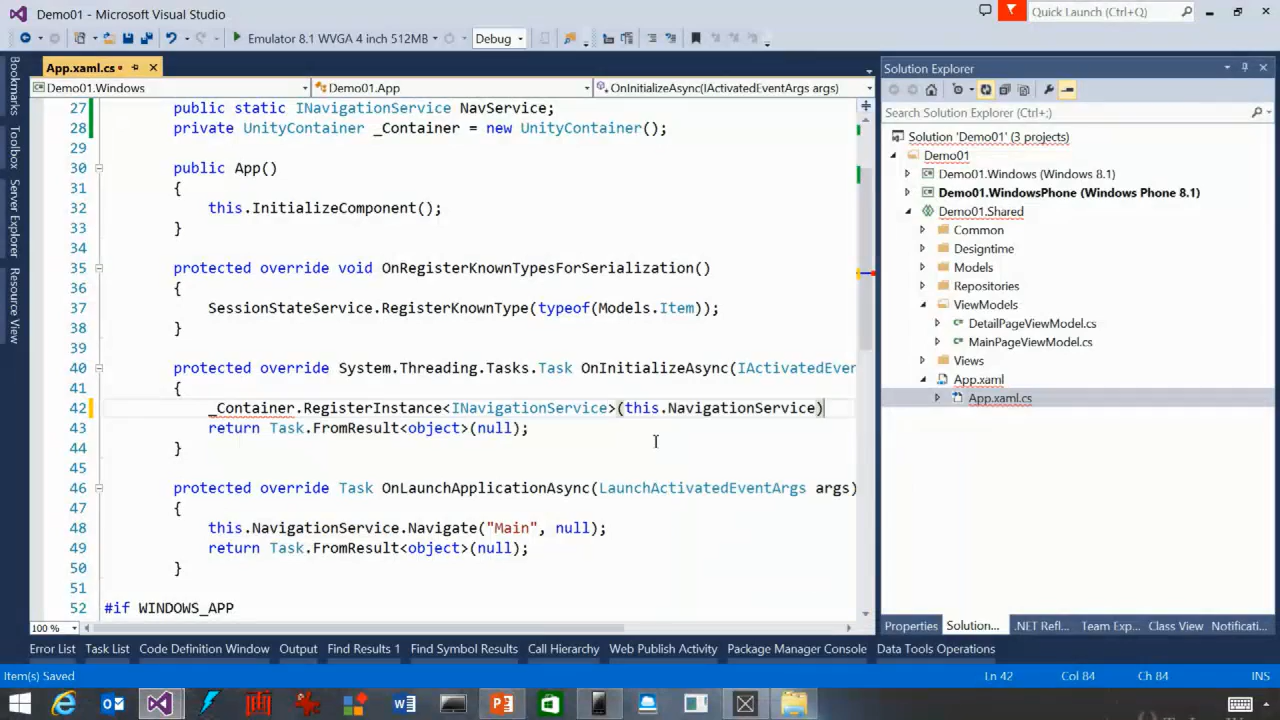 Demo01 - Microsoft Visual Studio
Quick Launch (Ctrl+Q)
Emulator 8.1 WVGA 4 inch 512MB
Debug
App.xaml.cs
Demo01.Windows
Demo01.App
OnInitializeAsync(IActivatedEventArgs args)
Bookmarks
Toolbox
Server Explorer
Resource View
27 public static INavigationService NavService;
28 private UnityContainer _Container = new UnityContainer();
29
30 public App()
31 {
32 this.InitializeComponent();
33 }
34
35 protected override void OnRegisterKnownTypesForSerialization()
36 {
37 SessionStateService.RegisterKnownType(typeof(Models.Item));
38 }
39
40 protected override System.Threading.Tasks.Task OnInitializeAsync(IActivatedEven
41 {
42 _Container.RegisterInstance<INavigationService>(this.NavigationService)
43 return Task.FromResult<object>(null);
44 }
45
46 protected override Task OnLaunchApplicationAsync(LaunchActivatedEventArgs args)
47 {
48 this.NavigationService.Navigate("Main", null);
49 return Task.FromResult<object>(null);
50 }
51
52 #if WINDOWS_APP
100 %
Solution Explorer
Search Solution Explorer (Ctrl+;)
Solution 'Demo01' (3 projects)
Demo01
Demo01.Windows (Windows 8.1)
Demo01.WindowsPhone (Windows Phone 8.1)
Demo01.Shared
Common
Designtime
Models
Repositories
ViewModels
DetailPageViewModel.cs
MainPageViewModel.cs
Views
App.xaml
App.xaml.cs
Properties Solution... .NET Refl... Team Exp... Class View Notificati...
Error List Task List Code Definition Window Output Find Results 1 Find Symbol Results Call Hierarchy Web Publish Activity Package Manager Console Data Tools Operations
Item(s) Saved Ln 42 Col 84 Ch 84 INS